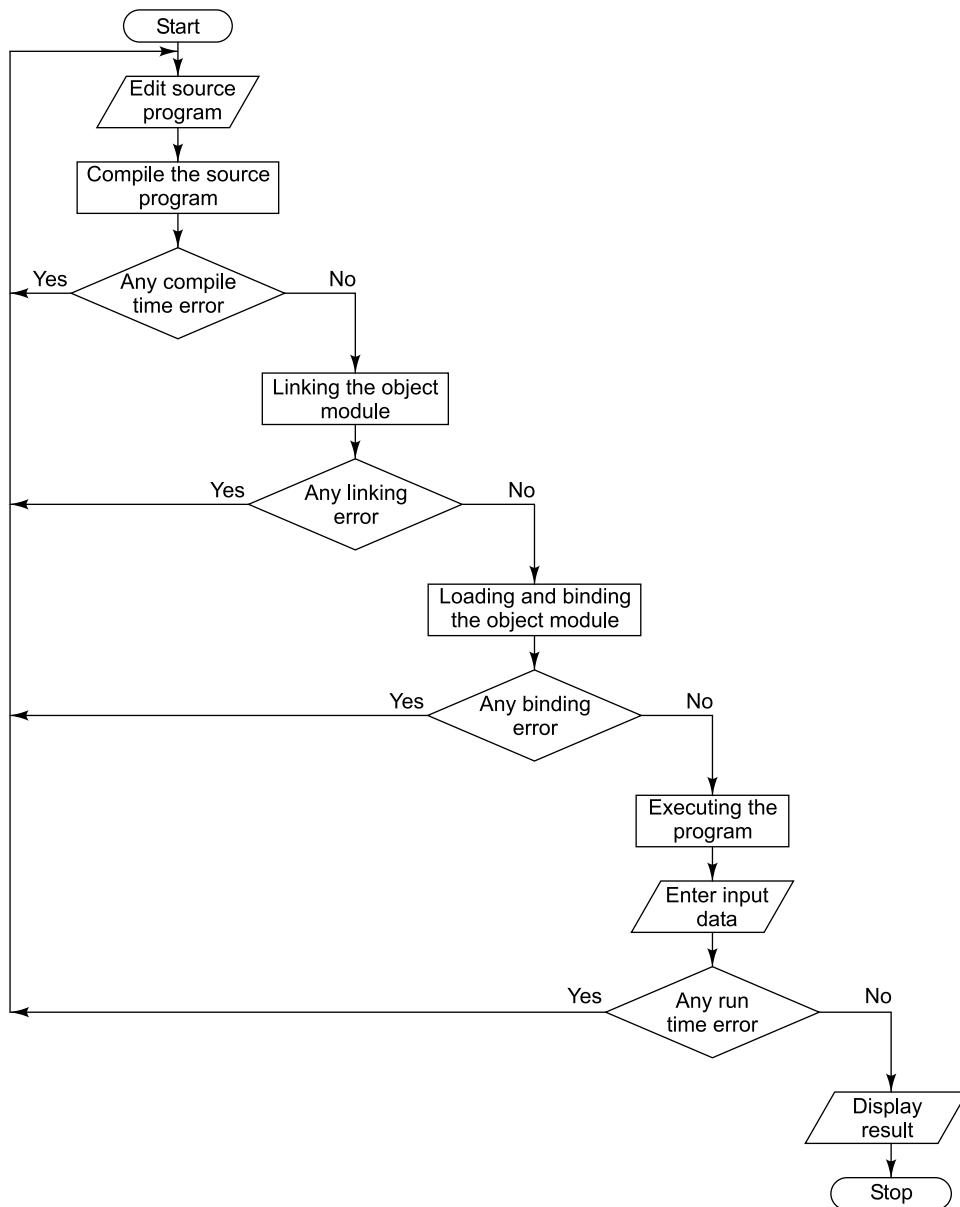 Start
Edit source
program
Compile the source
program
Yes
Any compile
time error
No
Linking the object
module
Yes
Any linking
error
No
Loading and binding
the object module
Yes
Any binding
error
No
Executing the
program
Enter input
data
Yes
Any run
time error
No
Display
result
Stop